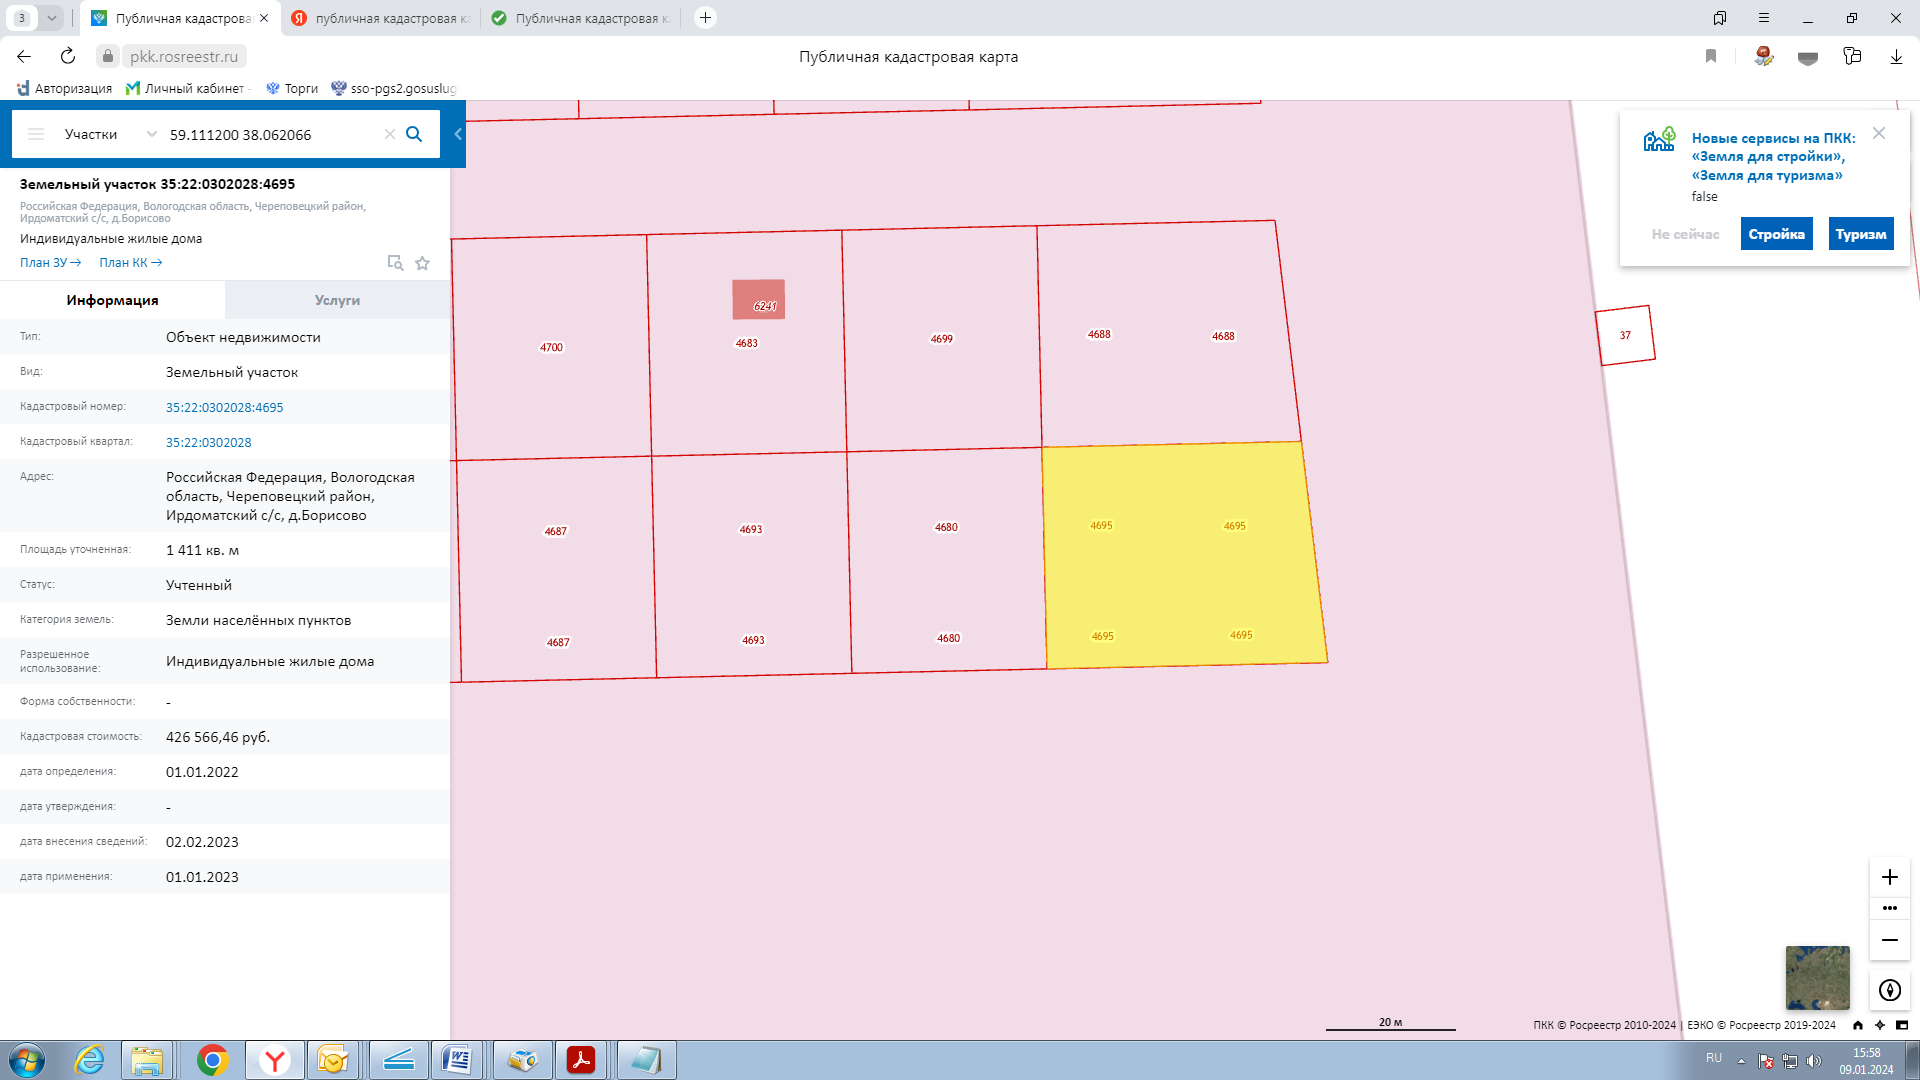 3
Публичная кадастрова
публичная кадастровая к
Публичная кадастровая к
pkk.rosreestr.ru
Публичная кадастровая карта
Авторизация
Личный кабинет -
Торги
sso-pgs2.gosuslug
Участки
59.111200 38.062066
Земельный участок 35:22:0302028:4695
Российская Федерация, Вологодская область, Череповецкий район,
Ирдоматский с/с, д.Борисово
Индивидуальные жилые дома
План ЗУ → План КК →
Информация
Услуги
Тип: Объект недвижимости
Вид: Земельный участок
Кадастровый номер: 35:22:0302028:4695
Кадастровый квартал: 35:22:0302028
Адрес: Российская Федерация, Вологодская
область, Череповецкий район,
Ирдоматский с/с, д.Борисово
Площадь уточненная: 1 411 кв. м
Статус: Учтенный
Категория земель: Земли населённых пунктов
Разрешенное
использование:
Индивидуальные жилые дома
Форма собственности: -
Кадастровая стоимость: 426 566,46 руб.
дата определения: 01.01.2022
дата утверждения: -
дата внесения сведений: 02.02.2023
дата применения: 01.01.2023
6241
4700
4683
4699
4688
4688
4687
4693
4680
4695
4695
4687
4693
4680
4695
4695
37
Новые сервисы на ПКК:
«Земля для стройки»,
«Земля для туризма»
false
Не сейчас
Стройка
Туризм
20 м
ПКК © Росреестр 2010-2024 | ЕЭКО © Росреестр 2019-2024
RU
15:58
09.01.2024